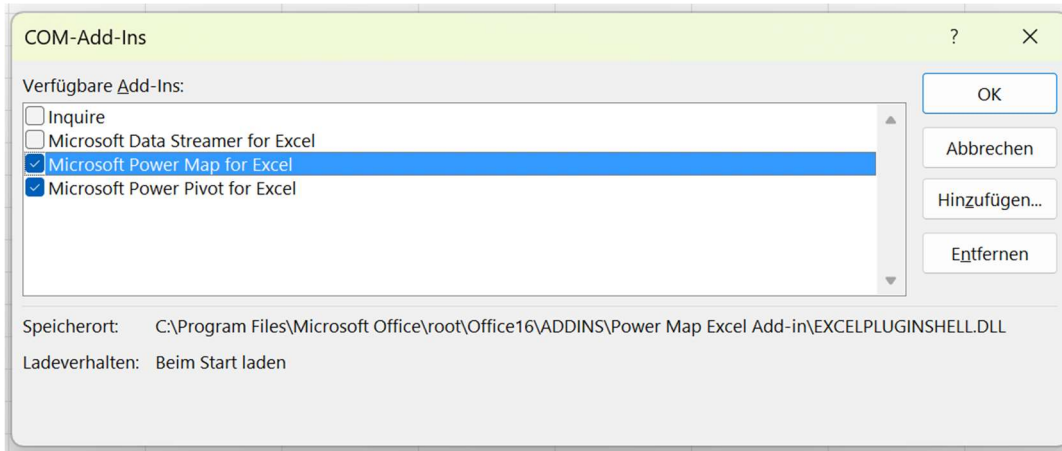 COM-Add-Ins
?
Verfügbare Add-Ins:
Inquire
Microsoft Data Streamer for Excel
Microsoft Power Map for Excel
Microsoft Power Pivot for Excel
OK
Abbrechen
Hinzufügen...
Entfernen
Speicherort: C:\Program Files\Microsoft Office\root\Office16\ADDINS\Power Map Excel Add-in\EXCELPLUGINSHELL.DLL
Ladeverhalten: Beim Start laden